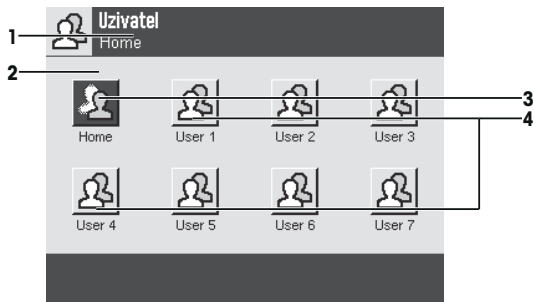 Uzivatel
1 Home
2
3
4
Home User 1 User 2 User 3
User 4 User 5 User 6 User 7